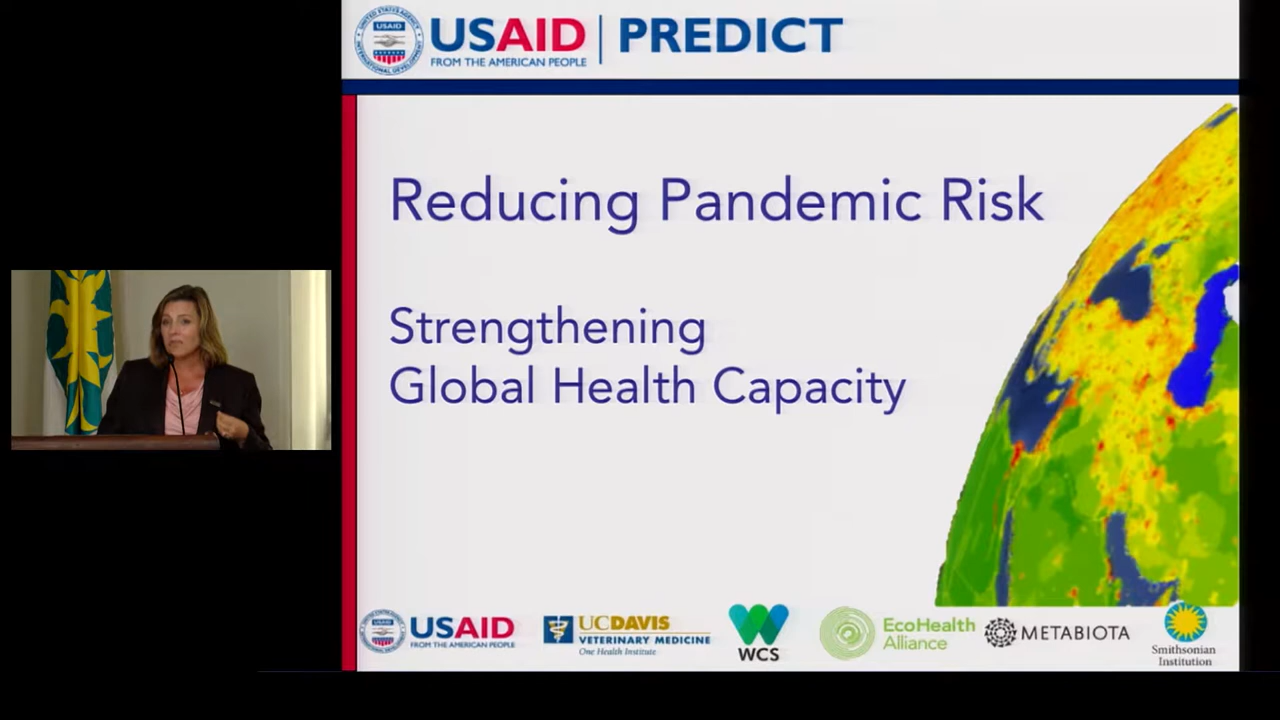 USAID
FROM THE AMERICAN PEOPLE
PREDICT
Reducing Pandemic Risk
Strengthening
Global Health Capacity
USAID
FROM THE AMERICAN PEOPLE
UCDAVIS
VETERINARY MEDICINE
One Health Institute
WCS
EcoHealth
Alliance
METABIOTA
Smithsonian
Institution